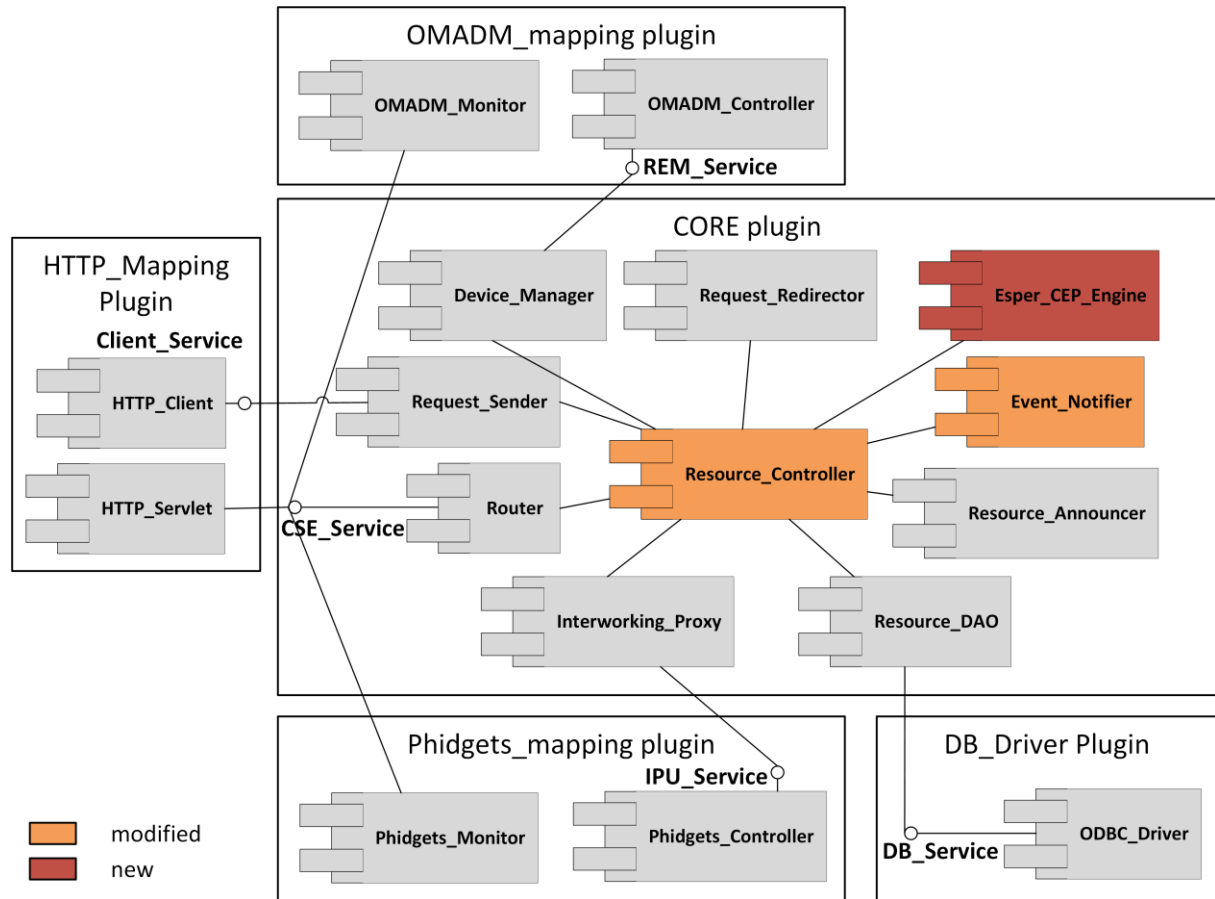 OMADM_mapping plugin
OMADM_Monitor
OMADM_Controller
REM_Service
CORE plugin
HTTP_Mapping
Plugin
Client_Service
HTTP_Client
HTTP_Servlet
CSE_Service
Device_Manager
Request_Redirector
Esper_CEP_Engine
Request_Sender
Event_Notifier
Resource_Controller
Router
Resource_Announcer
Interworking_Proxy
Resource_DAO
Phidgets_mapping plugin
IPU_Service
Phidgets_Monitor
Phidgets_Controller
DB_Driver Plugin
ODBC_Driver
DB_Service
modified
new